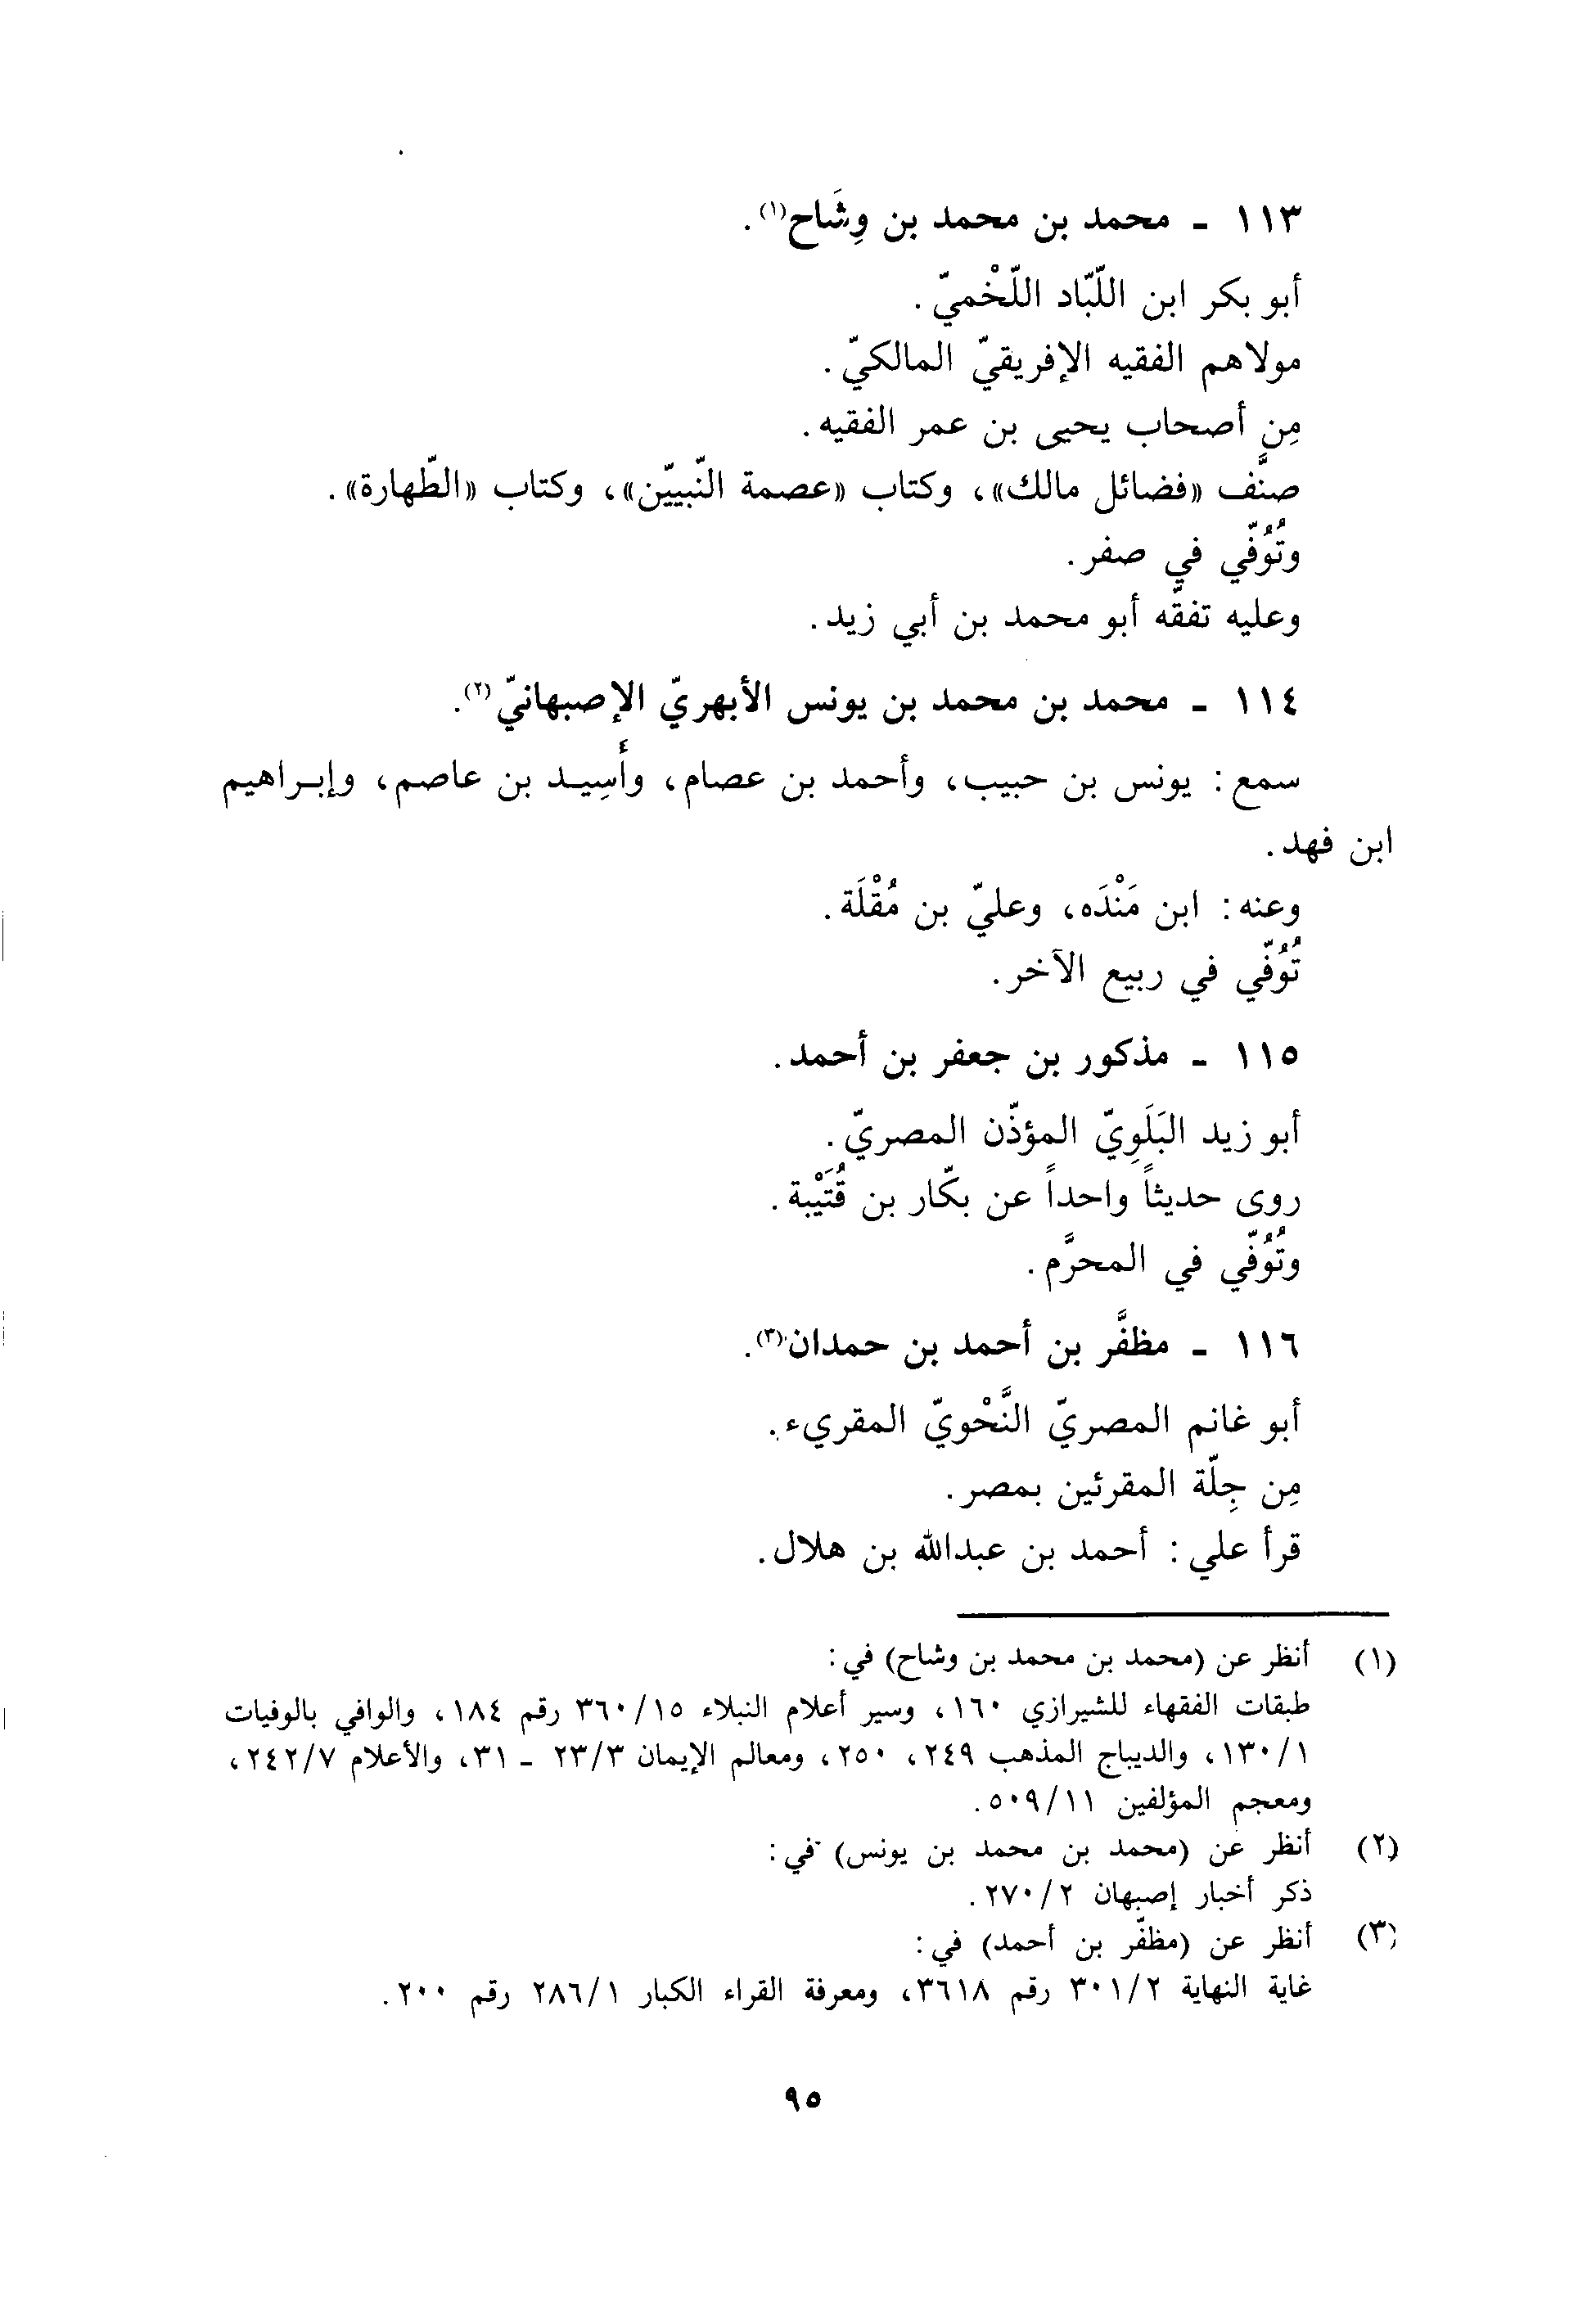 ١١٣ - محمد بن محمد بن وِشَاح(١).
أبو بكر ابن اللّبّاد اللّخْميّ.
مولاهم الفقيه الإفريقيّ المالكيّ.
مِن أصحاب يحيى بن عمر الفقيه.
صنَّف «فضائل مالك»، وكتاب «عصمة النّبييّن»، وكتاب «الطّهارة».
وتُوُفّي في صفر.
وعليه تفقَّه أبو محمد بن أبي زيد.
١١٤ - محمد بن محمد بن يونس الأبهريّ الإصبهانيّ(٢).
سمع: يونس بن حبيب، وأحمد بن عصام، وأَسِيد بن عاصم، وإبراهيم
ابن فهد.
وعنه: ابن مَنْدَه، وعليّ بن مُقْلَة.
تُوُفّي في ربيع الآخر.
١١٥ - مذكور بن جعفر بن أحمد.
أبو زيد البَلَوِيّ المؤذّن المصريّ.
روى حديثاً واحداً عن بكّار بن قُتَيْبة.
وتُوُفّي في المحرَّم.
١١٦ - مظفَّر بن أحمد بن حمدان(٣).
أبو غانم المصريّ النَّحْويّ المقريء.
مِن جِلّة المقرئين بمصر.
قرأ علي: أحمد بن عبدالله بن هلال.
(١) أنظر عن (محمد بن محمد بن وشاح) في:
طبقات الفقهاء للشيرازي ١٦٠، وسير أعلام النبلاء ٣٦٠/١٥ رقم ١٨٤، والوافي بالوفيات
١٣٠/١، والديباج المذهب ٢٤٩، ٢٥٠، ومعالم الإيمان ٢٣/٣ - ٣١، والأعلام ٢٤٢/٧،
ومعجم المؤلفين ٥٠٩/١١.
(٢) أنظر عن (محمد بن محمد بن يونس) في:
ذكر أخبار إصبهان ٢٧٠/٢.
(٣) أنظر عن (مظفّر بن أحمد) في:
غاية النهاية ٣٠١/٢ رقم ٣٦١٨، ومعرفة القراء الكبار ٢٨٦/١ رقم ٢٠٠.
٩٥